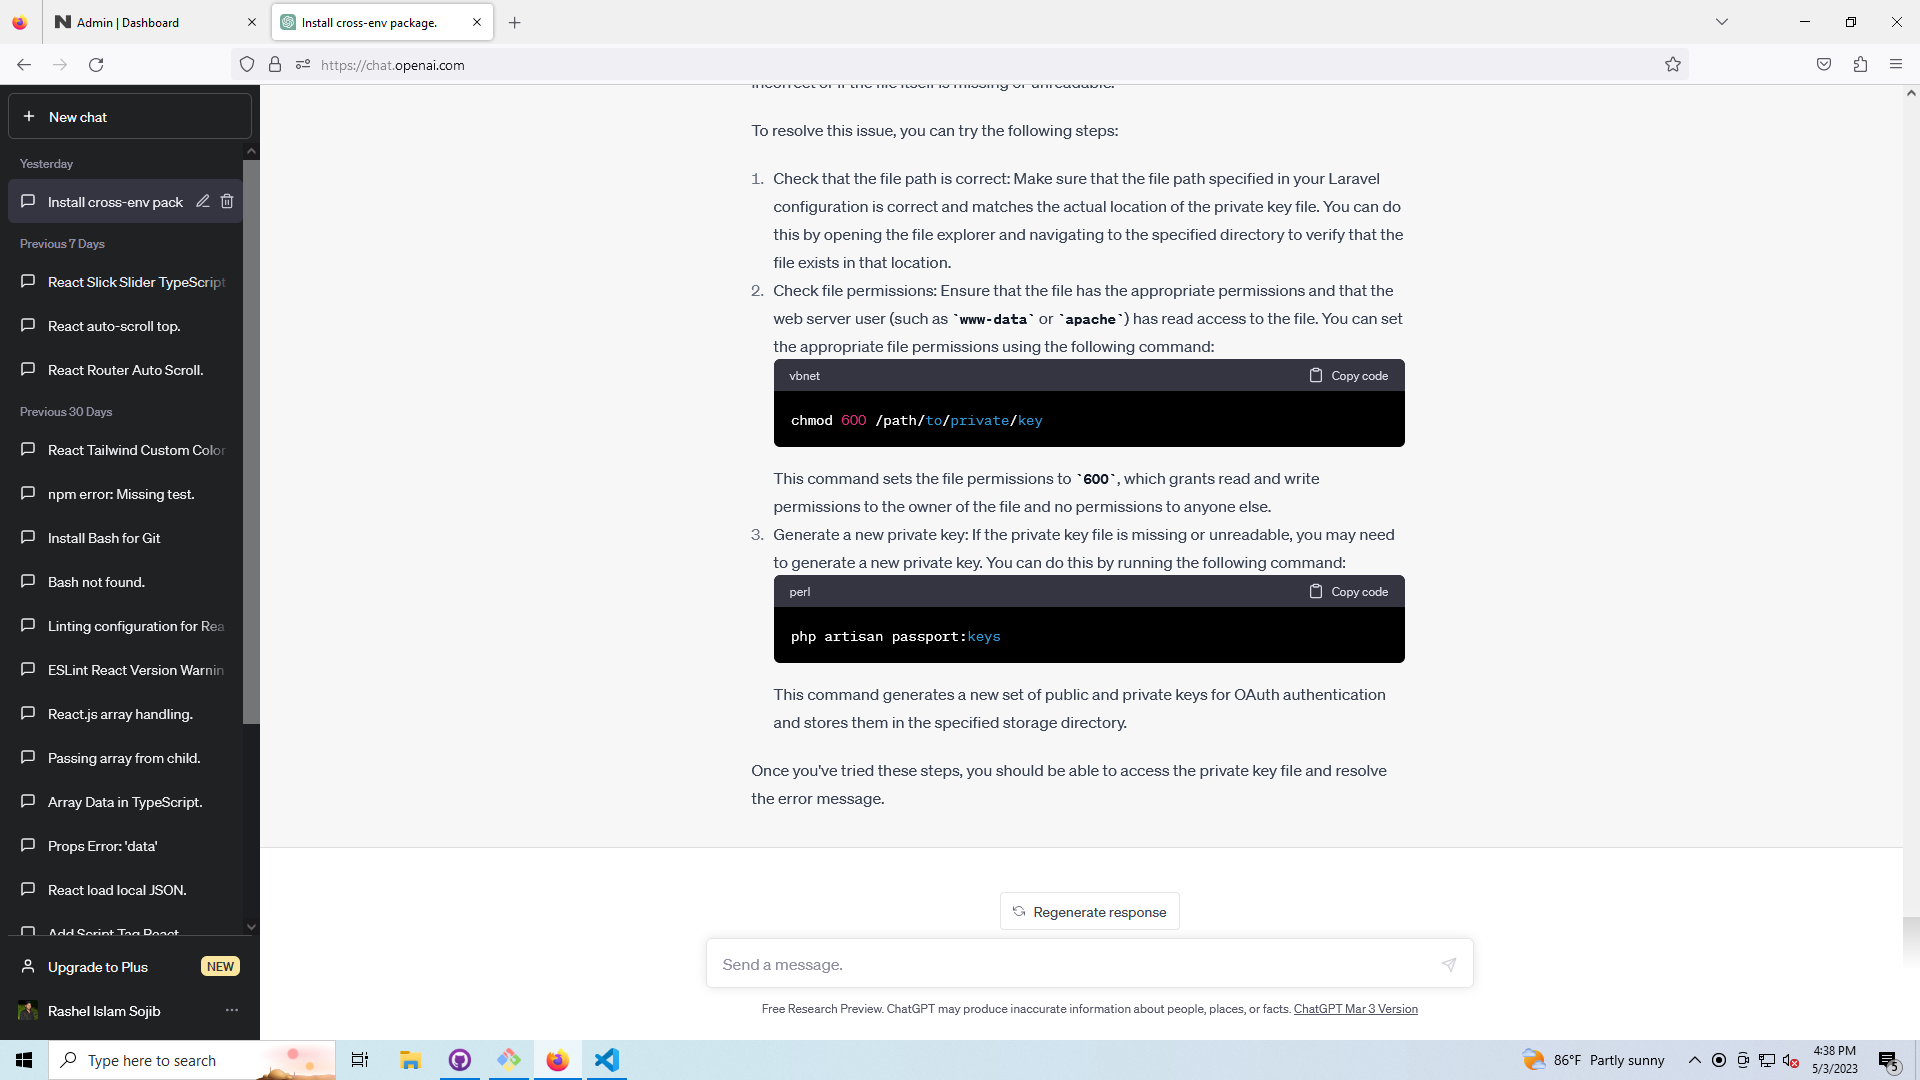 Admin | Dashboard
Install cross-env package.
https://chat.openai.com
New chat
Yesterday
Install cross-env pack
Previous 7 Days
React Slick Slider TypeScript
React auto-scroll top.
React Router Auto Scroll.
Previous 30 Days
React Tailwind Custom Color
npm error: Missing test.
Install Bash for Git
Bash not found.
Linting configuration for Rea
ESLint React Version Warnin
React.js array handling.
Passing array from child.
Array Data in TypeScript.
Props Error: 'data'
React load local JSON.
Add Script Tag React
Upgrade to Plus
NEW
Rashel Islam Sojib
incorrect or if the file itself is missing or unreadable.
To resolve this issue, you can try the following steps:
1. Check that the file path is correct: Make sure that the file path specified in your Laravel
configuration is correct and matches the actual location of the private key file. You can do
this by opening the file explorer and navigating to the specified directory to verify that the
file exists in that location.
2. Check file permissions: Ensure that the file has the appropriate permissions and that the
web server user (such as `www-data` or `apache`) has read access to the file. You can set
the appropriate file permissions using the following command:
vbnet
Copy code
chmod 600 /path/to/private/key
This command sets the file permissions to `600`, which grants read and write
permissions to the owner of the file and no permissions to anyone else.
3. Generate a new private key: If the private key file is missing or unreadable, you may need
to generate a new private key. You can do this by running the following command:
perl
Copy code
php artisan passport:keys
This command generates a new set of public and private keys for OAuth authentication
and stores them in the specified storage directory.
Once you've tried these steps, you should be able to access the private key file and resolve
the error message.
Regenerate response
Send a message.
Free Research Preview. ChatGPT may produce inaccurate information about people, places, or facts. ChatGPT Mar 3 Version
Type here to search
86°F Partly sunny
4:38 PM
5/3/2023
5